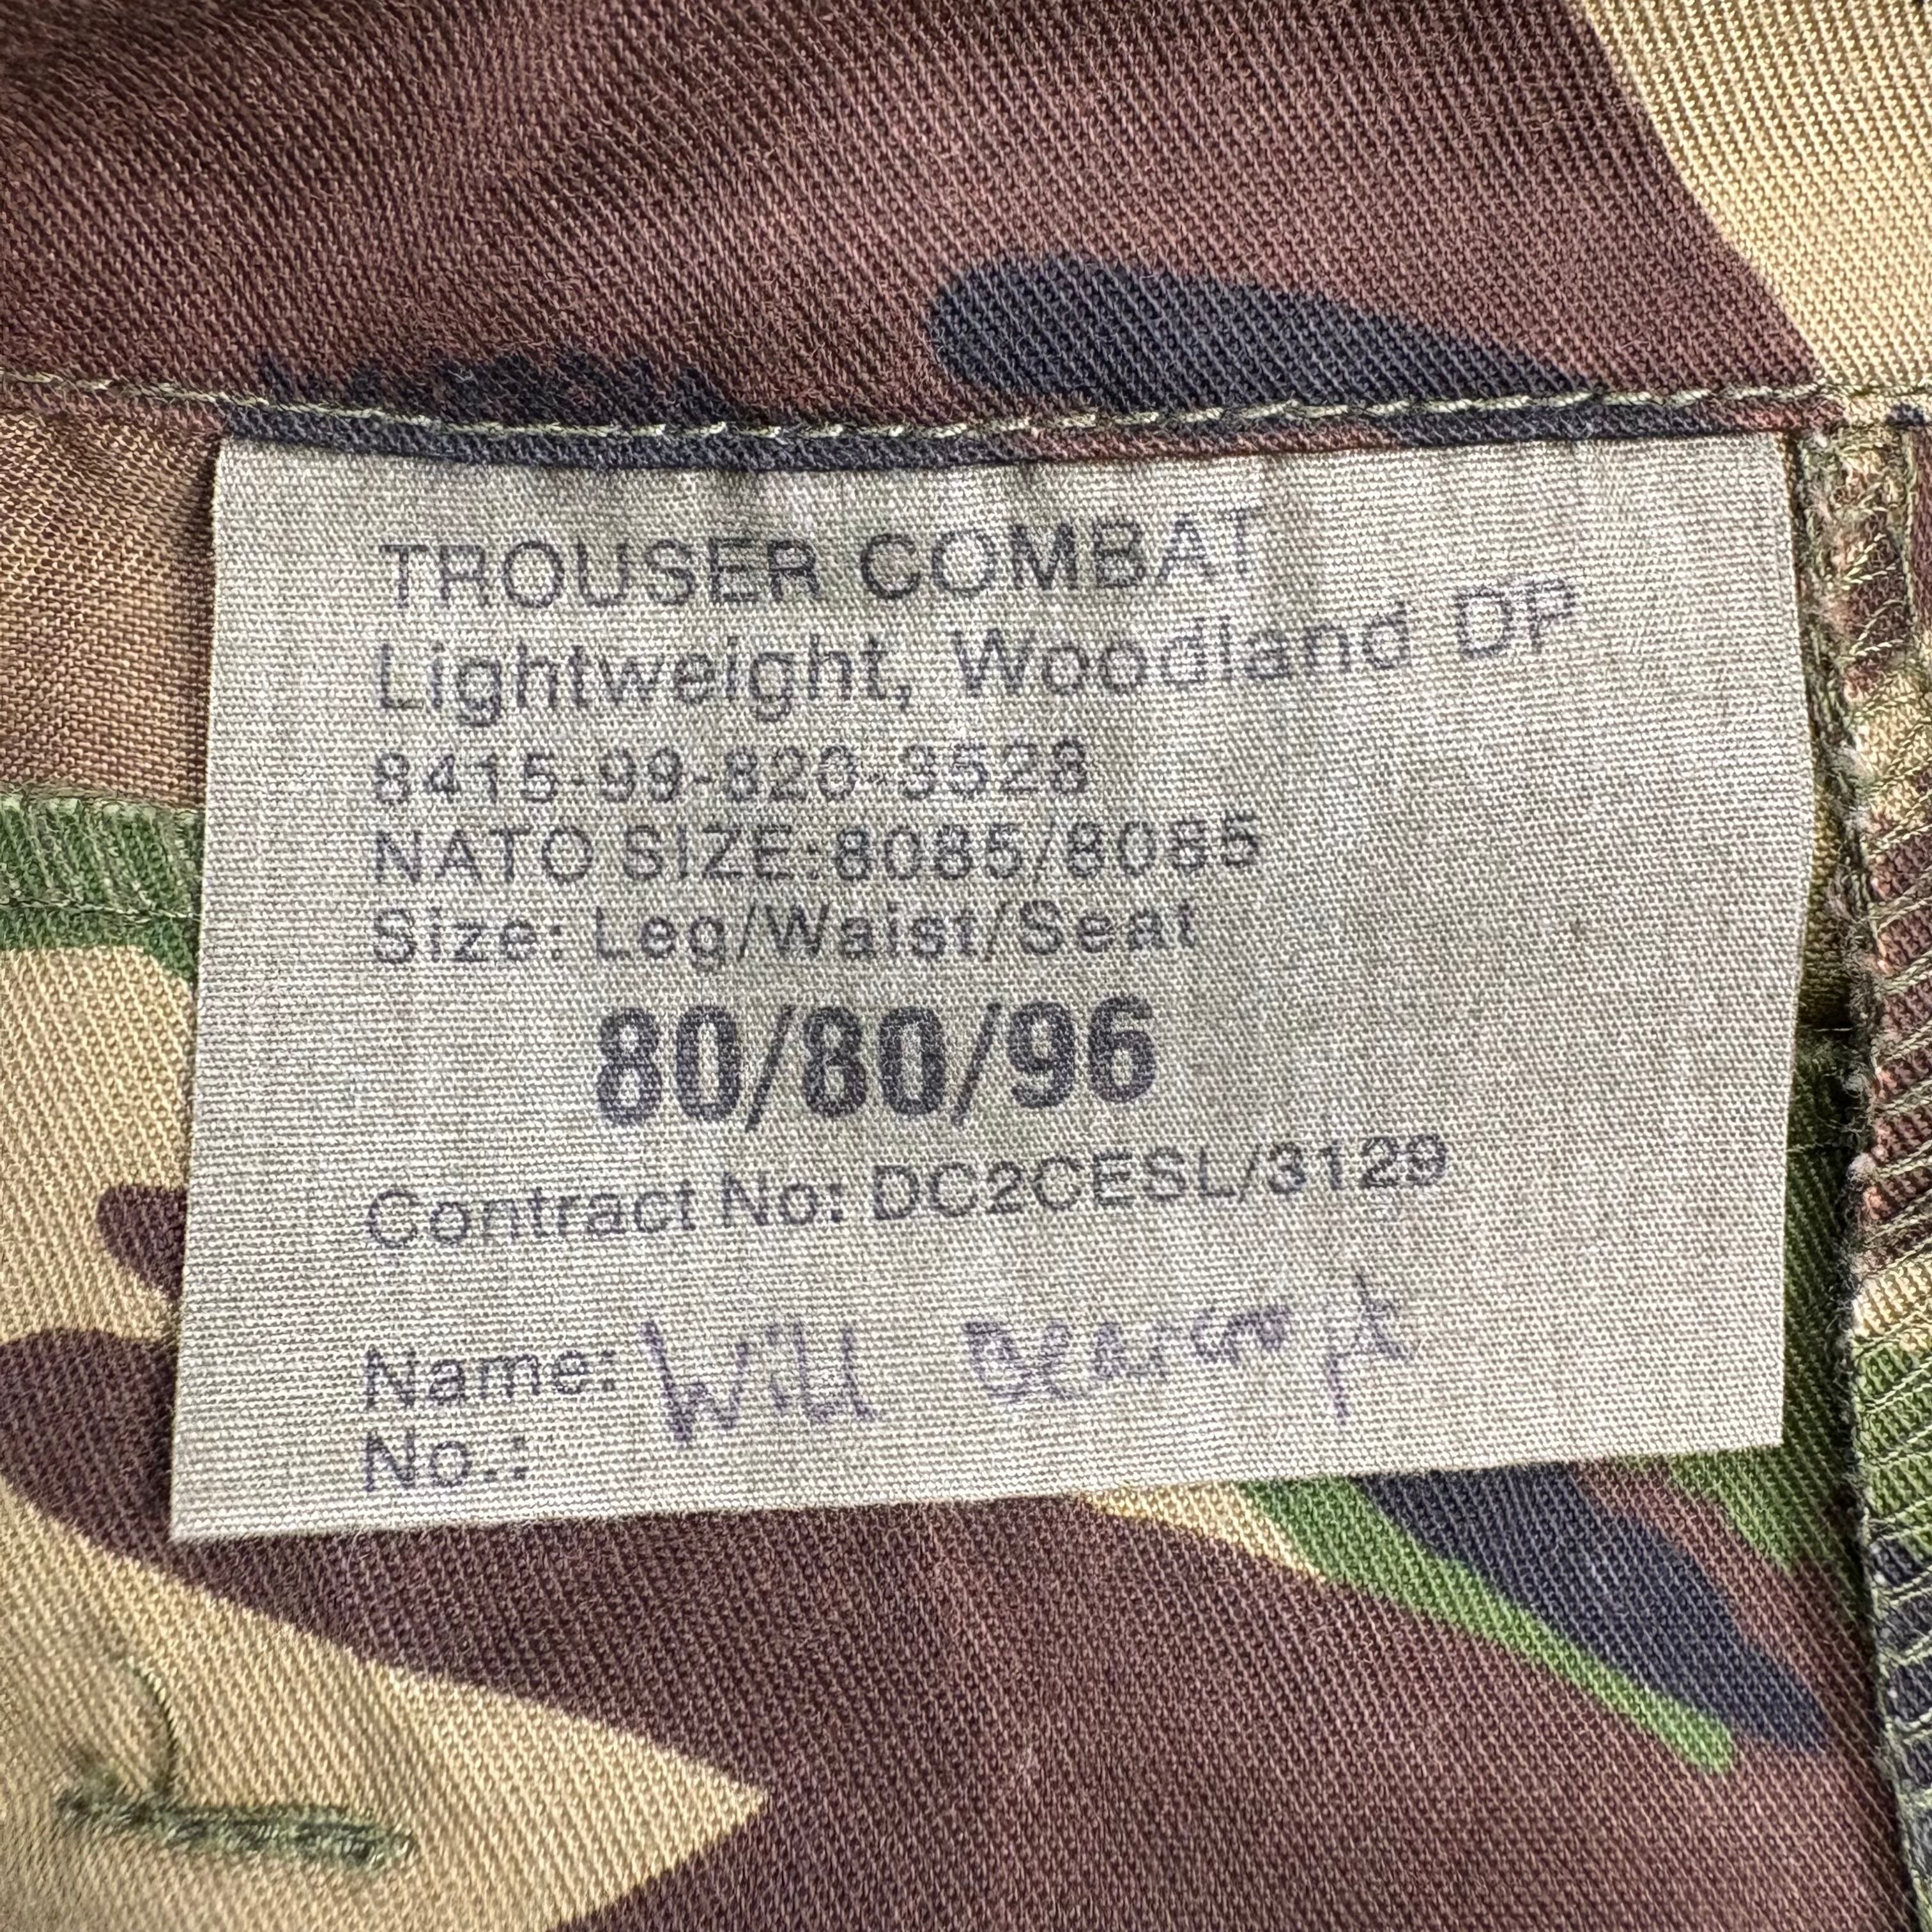 TROUSER COMBAT
Lightweight, Woodland DP
8415-99-820-3528
NATO SIZE:8085/8085
Size: Leg/Waist/Seat
80/80/96
Contract No: DC2CESL/3129
Name: Will
No.: